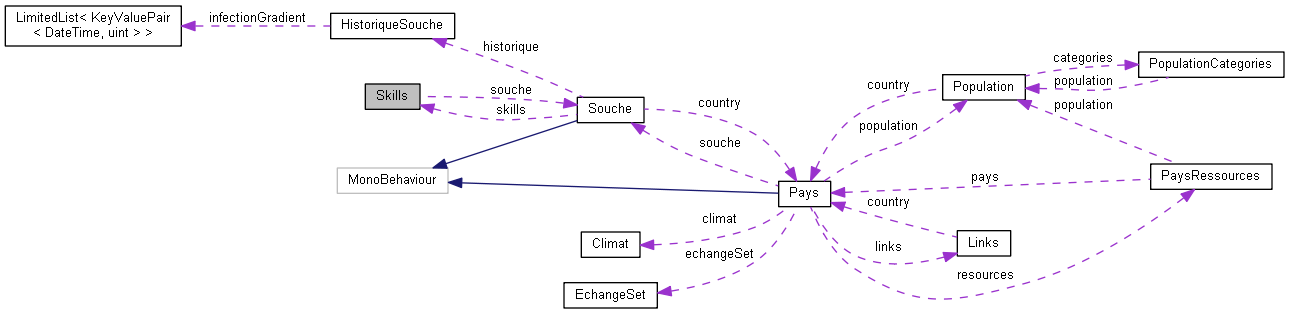 LimitedList< KeyValuePair
< DateTime, uint > >
infectionGradient
HistoriqueSouche
historique
Skills
souche
skills
Souche
MonoBehaviour
country
souche
Pays
climat
Climat
echangeSet
EchangeSet
country
population
Population
categories
population
PopulationCategories
population
pays
PaysRessources
country
links
Links
resources